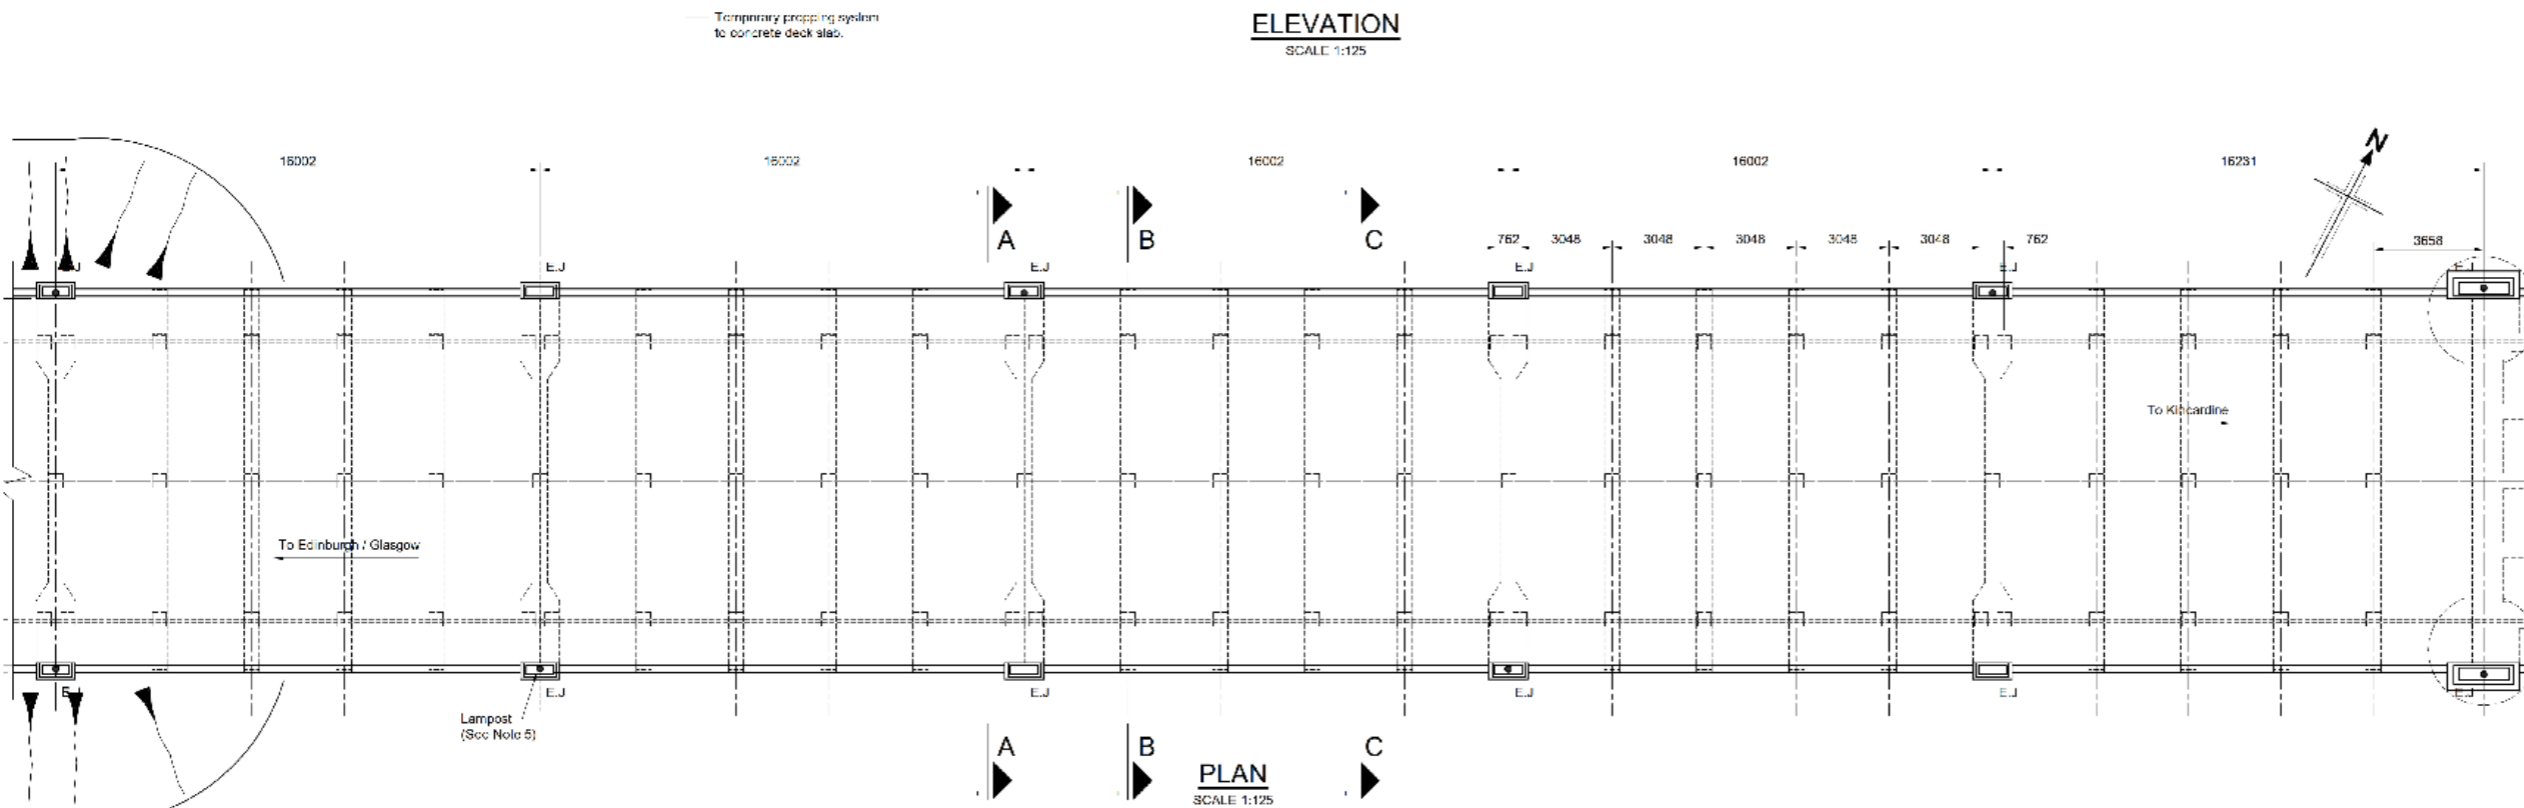 Temporary propping system
to concrete deck slab.
ELEVATION
SCALE 1:125
16002
16002
16002
16002
16231
N
A
B
C
762
3048
3048
3048
3048
3048
762
3658
E.J
E.J
E.J
E.J
E.J
To Kincardine
To Edinburgh / Glasgow
E.J
E.J
E.J
E.J
E.J
Lampost
(See Note 5)
A
B
C
PLAN
SCALE 1:125